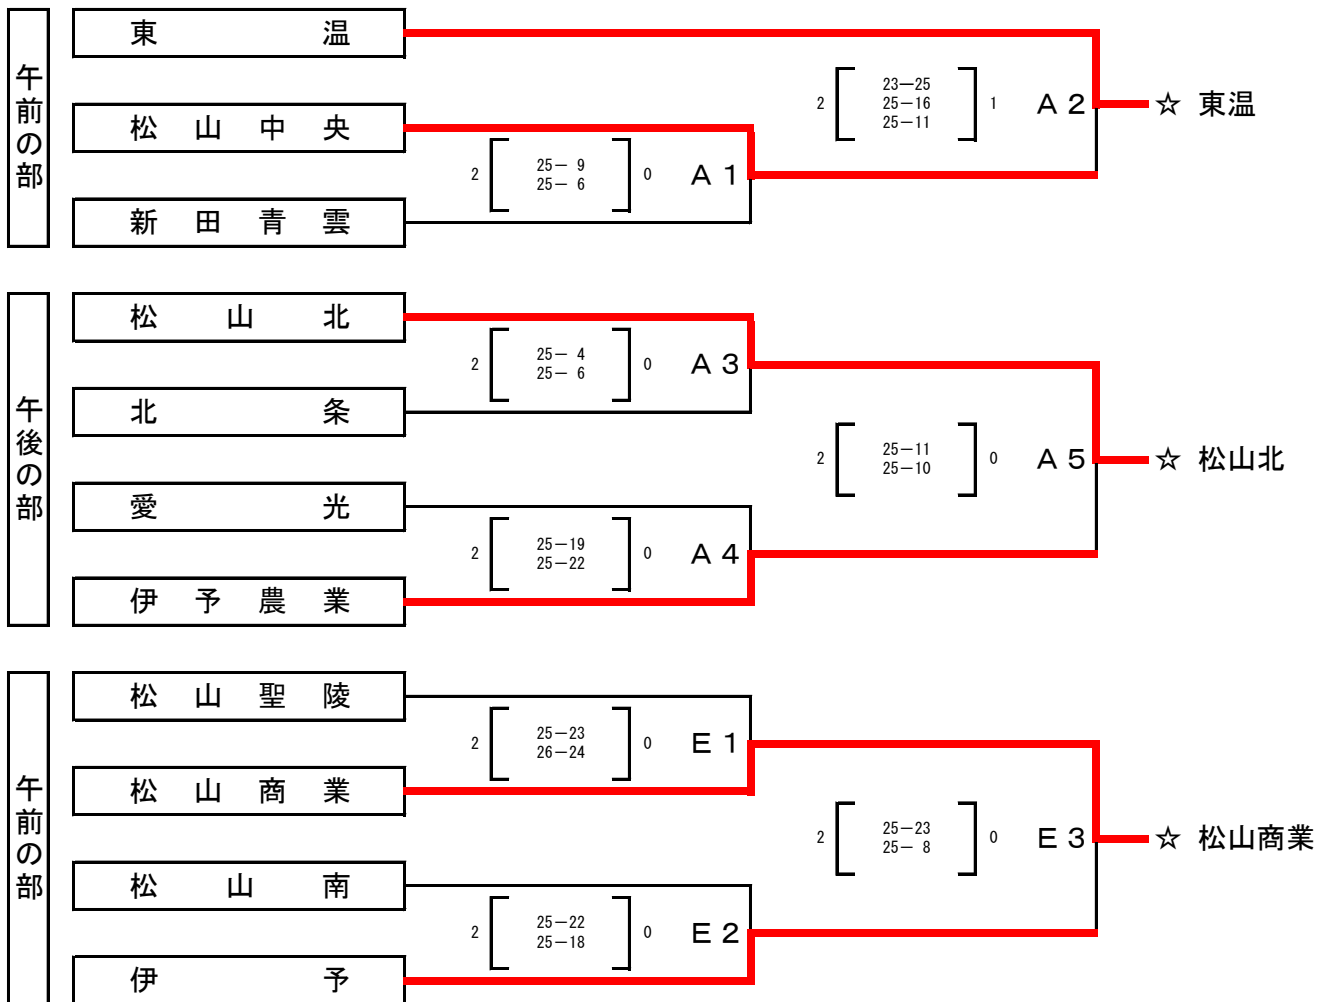 午前の部
東温
23－25
2 25－16 1 A 2 ☆ 東温
25－11
松山中央
25－ 9
2 0 A 1
25－ 6
新田青雲
午後の部
松山北
25－ 4
2 0 A 3
25－ 6
北条
25－11
2 0 A 5 ☆ 松山北
25－10
愛光
25－19
2 0 A 4
25－22
伊予農業
午前の部
松山聖陵
25－23
2 0 E 1
26－24
松山商業
25－23
2 0 E 3 ☆ 松山商業
25－ 8
松山南
25－22
2 0 E 2
25－18
伊予